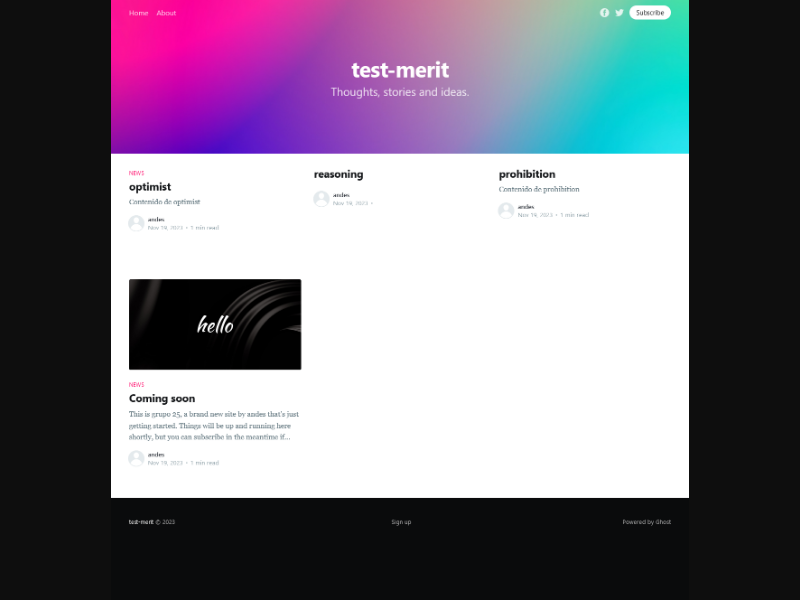 Home About
Subscribe
test-merit
Thoughts, stories and ideas.
NEWS
optimist
Contenido de optimist
andes
Nov 19, 2023 • 1 min read
reasoning
andes
Nov 19, 2023 •
prohibition
Contenido de prohibition
andes
Nov 19, 2023 • 1 min read
hello
NEWS
Coming soon
This is grupo 25, a brand new site by andes that's just
getting started. Things will be up and running here
shortly, but you can subscribe in the meantime if...
andes
Nov 19, 2023 • 1 min read
test-merit © 2023
Sign up
Powered by Ghost